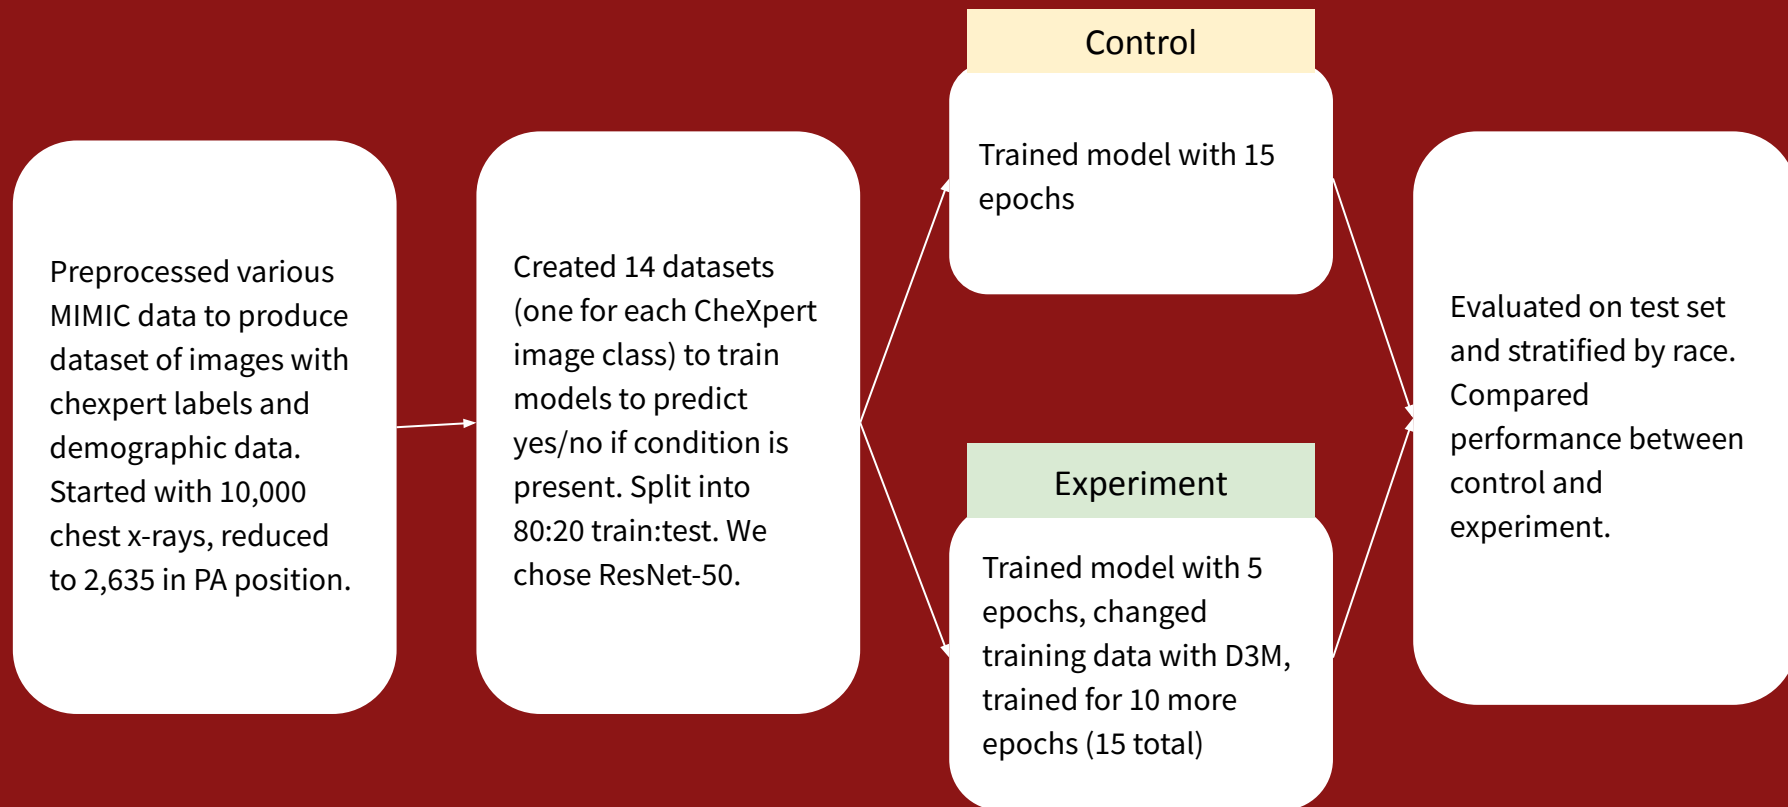 Preprocessed various
MIMIC data to produce
dataset of images with
chexpert labels and
demographic data.
Started with 10,000
chest x-rays, reduced
to 2,635 in PA position.
Created 14 datasets
(one for each CheXpert
image class) to train
models to predict
yes/no if condition is
present. Split into
80:20 train:test. We
chose ResNet-50.
Control
Trained model with 15
epochs
Experiment
Trained model with 5
epochs, changed
training data with D3M,
trained for 10 more
epochs (15 total)
Evaluated on test set
and stratified by race.
Compared
performance between
control and
experiment.